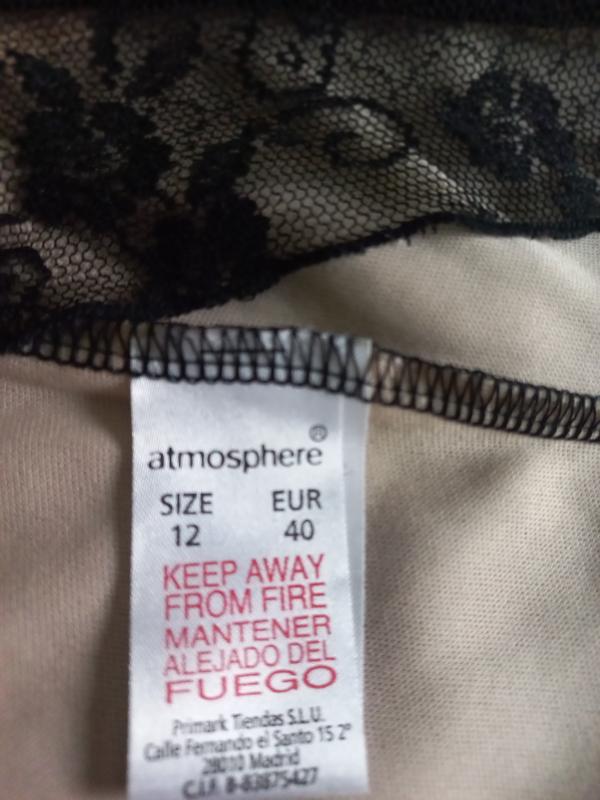 atmosphere®
SIZE EUR
12 40
KEEP AWAY
FROM FIRE
MANTENER
ALEJADO DEL
FUEGO
Primark Tiendas S.L.U.
Calle Fernando el Santo 15 2º
28010 Madrid
C.I.F. B-83875427